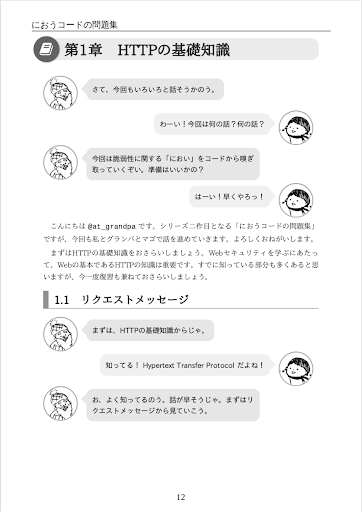 におうコードの問題集
第1章 HTTPの基礎知識
さて、今回もいろいろと話そうかのう。
わーい！今回は何の話？何の話？
今回は脆弱性に関する「におい」をコードから嗅ぎ
取っていくぞい。準備はいいかの？
はーい！早くやろっ！
こんにちは @at_grandpa です。シリーズ二作目となる「におうコードの問題集」
ですが、今回も私とグランパとマゴで話を進めていきます。よろしくおねがいします。
まずはHTTPの基礎知識をおさらいしましょう。Webセキュリティを学ぶにあたっ
て、Webの基本であるHTTPの知識は重要です。すでに知っている部分も多くあると思
いますが、今一度復習も兼ねておさらいしましょう。
1.1 リクエストメッセージ
まずは、HTTPの基礎知識からじゃ。
知ってる！ Hypertext Transfer Protocol だよね！
お、よく知ってるのう。話が早そうじゃ。まずはリ
クエストメッセージから見ていこう。
12